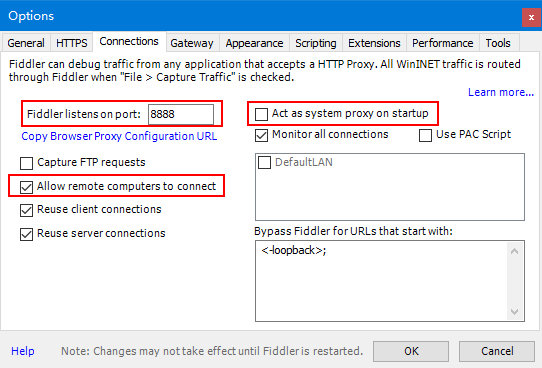 Options
General HTTPS Connections Gateway Appearance Scripting Extensions Performance Tools
Fiddler can debug traffic from any application that accepts a HTTP Proxy. All WinINET traffic is routed
through Fiddler when "File > Capture Traffic" is checked.
Learn more...
Fiddler listens on port: 8888
Copy Browser Proxy Configuration URL
Capture FTP requests
Allow remote computers to connect
Reuse client connections
Reuse server connections
Act as system proxy on startup
Monitor all connections Use PAC Script
DefaultLAN
Bypass Fiddler for URLs that start with:
<-loopback>;
Help Note: Changes may not take effect until Fiddler is restarted. OK Cancel